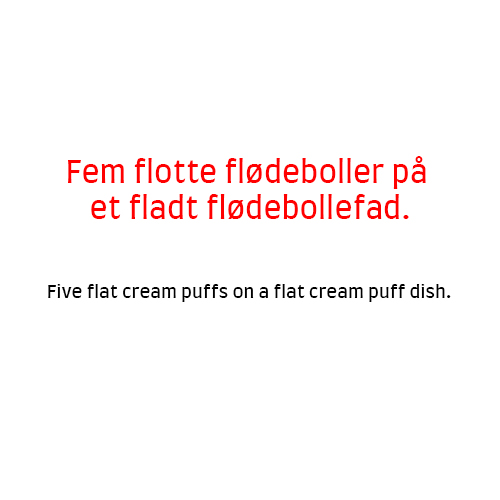 Fem flotte flødeboller på
et fladt flødebollefad.
Five flat cream puffs on a flat cream puff dish.